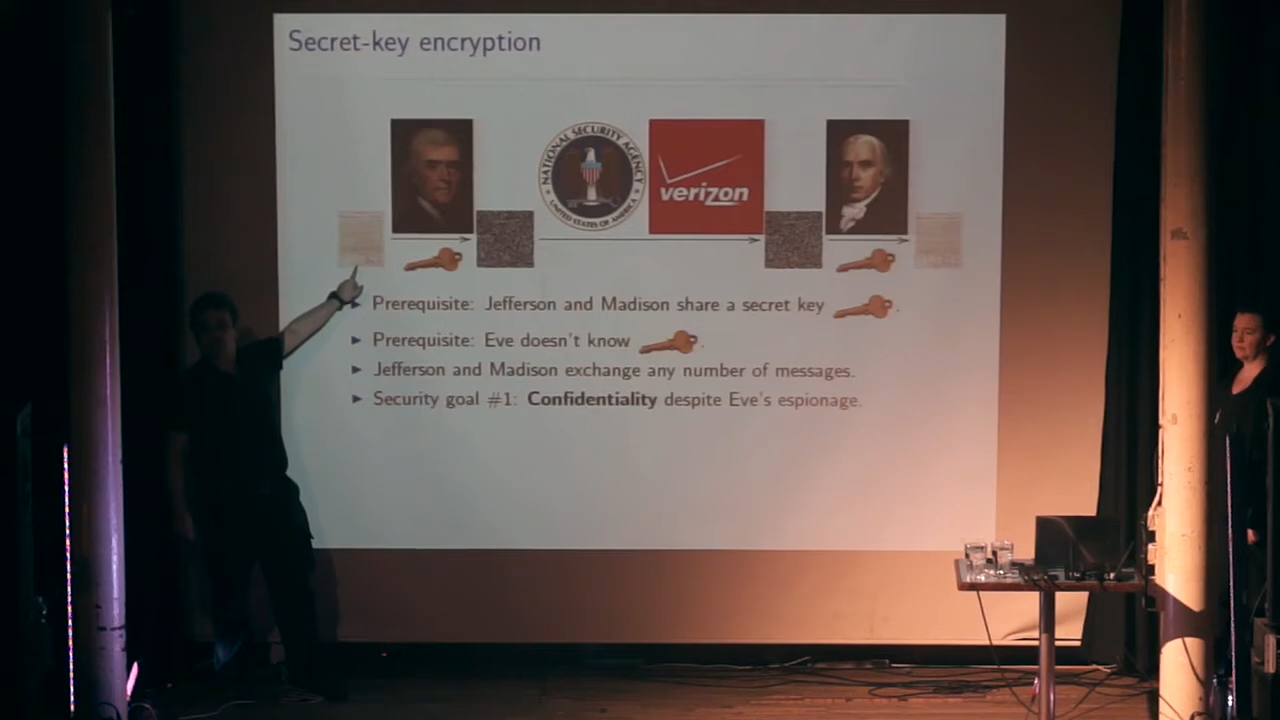 Secret-key encryption
NATIONAL SECURITY AGENCY
UNITED STATES OF AMERICA
verizon
Prerequisite: Jefferson and Madison share a secret key .
Prerequisite: Eve doesn't know .
Jefferson and Madison exchange any number of messages.
Security goal #1: Confidentiality despite Eve's espionage.